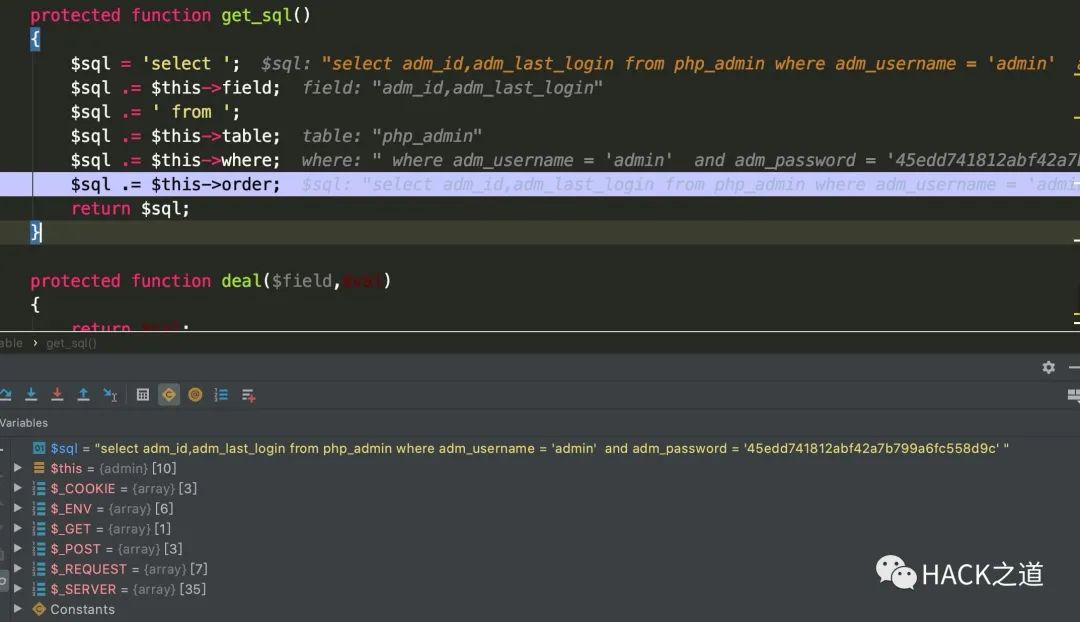 protected function get_sql()
{
$sql = 'select '; $sql: "select adm_id,adm_last_login from php_admin where adm_username = 'admin'
$sql .= $this->field; field: "adm_id,adm_last_login"
$sql .= ' from ';
$sql .= $this->table; table: "php_admin"
$sql .= $this->where; where: " where adm_username = 'admin'  and adm_password = '45edd741812abf42a7
$sql .= $this->order; $sql: "select adm_id,adm_last_login from php_admin where adm_username = 'admi
return $sql;
}
protected function deal($field,$val)
{
return $val;
able › get_sql()
Variables
$sql = "select adm_id,adm_last_login from php_admin where adm_username = 'admin'  and adm_password = '45edd741812abf42a7b799a6fc558d9c' "
$this = {admin} [10]
$_COOKIE = {array} [3]
$_ENV = {array} [6]
$_GET = {array} [1]
$_POST = {array} [3]
$_REQUEST = {array} [7]
$_SERVER = {array} [35]
Constants
HACK之道